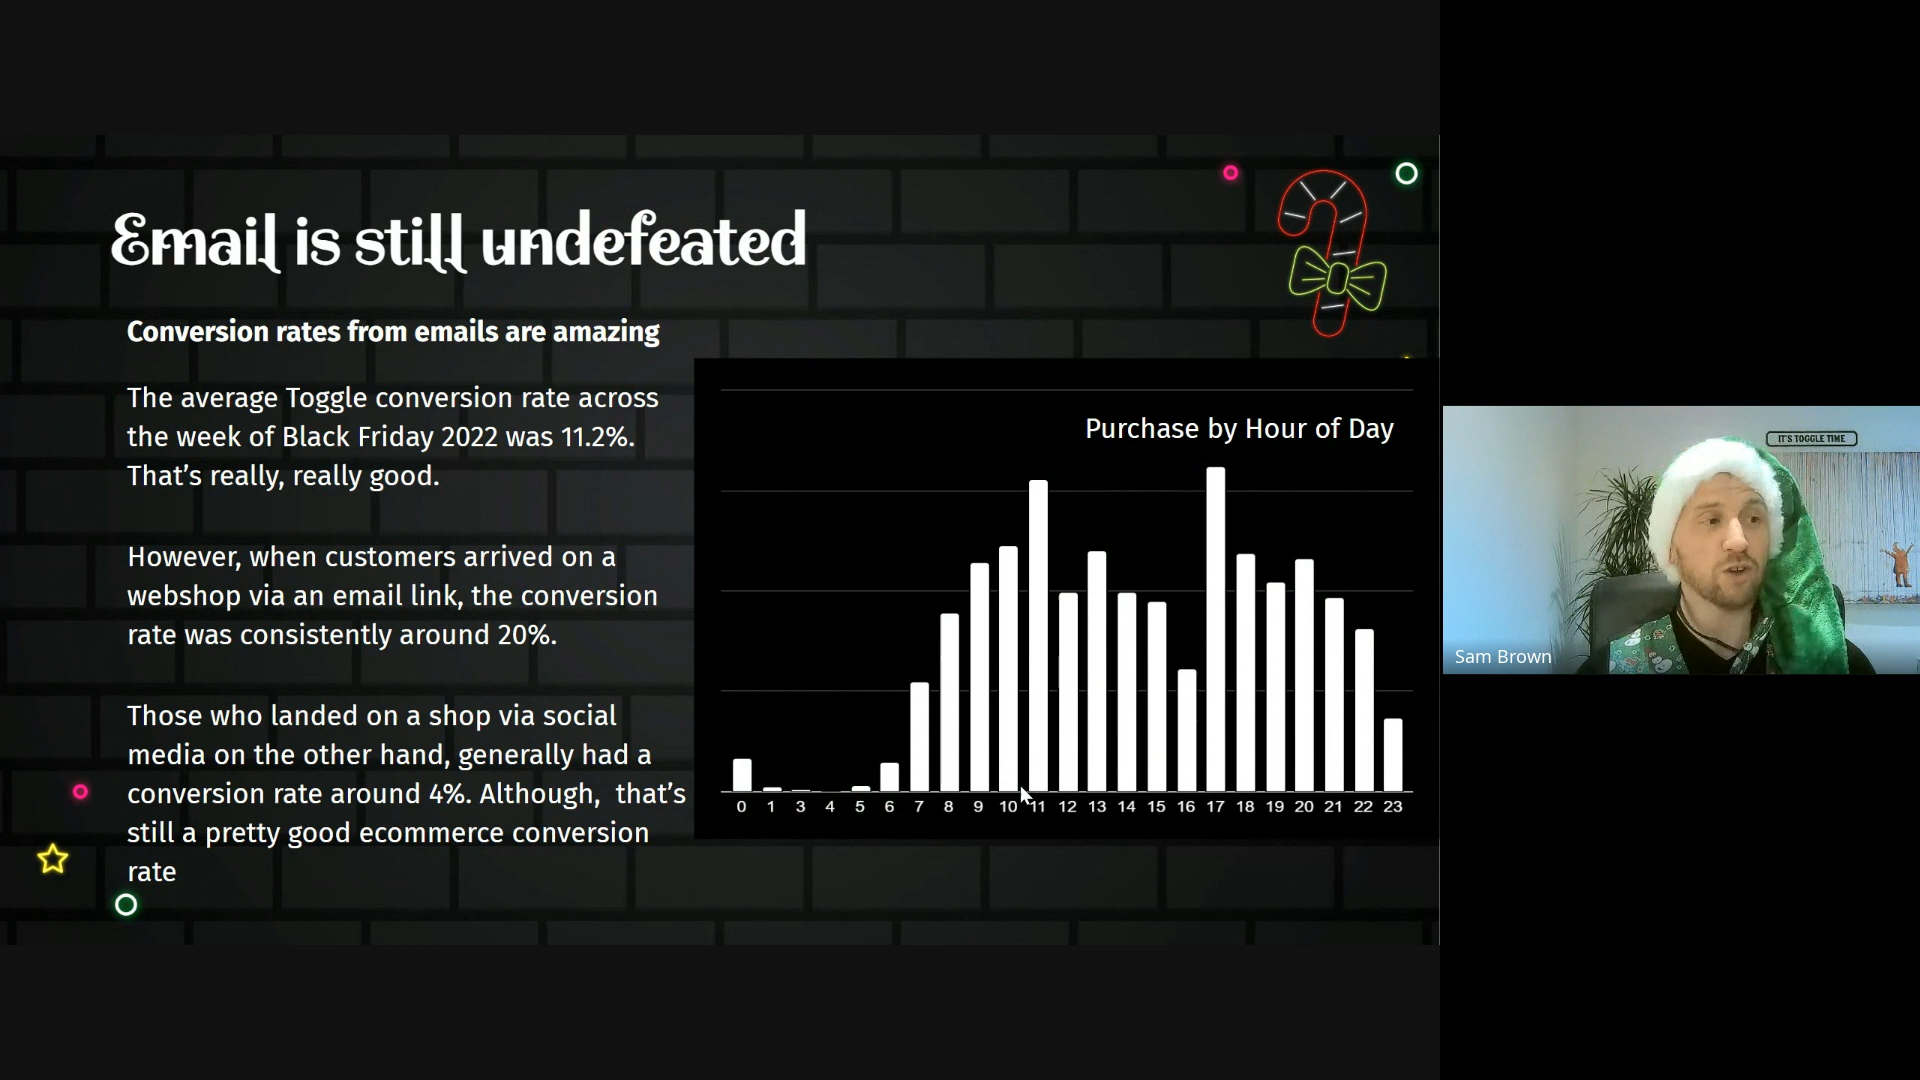 Email is still undefeated
Conversion rates from emails are amazing
The average Toggle conversion rate across
the week of Black Friday 2022 was 11.2%.
That’s really, really good.
However, when customers arrived on a
webshop via an email link, the conversion
rate was consistently around 20%.
Those who landed on a shop via social
media on the other hand, generally had a
conversion rate around 4%. Although,  that’s
still a pretty good ecommerce conversion
rate
Purchase by Hour of Day
0 1 3 4 5 6 7 8 9 10 11 12 13 14 15 16 17 18 19 20 21 22 23
IT'S TOGGLE TIME
Sam Brown